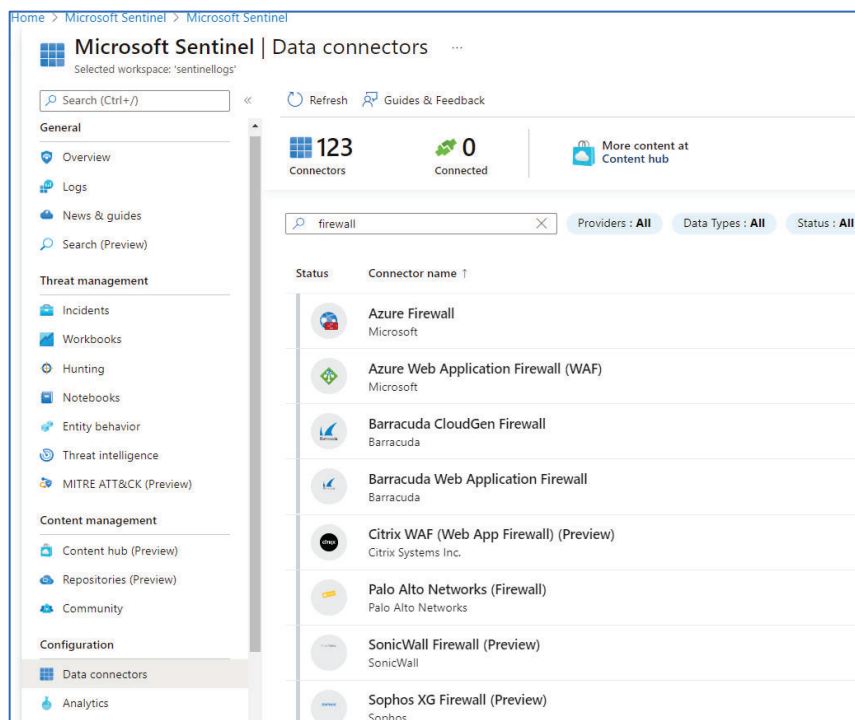 Home > Microsoft Sentinel > Microsoft Sentinel
Microsoft Sentinel | Data connectors ...
Selected workspace: 'sentinellogs'
Search (Ctrl+/)
«
General
Overview
Logs
News & guides
Search (Preview)
Threat management
Incidents
Workbooks
Hunting
Notebooks
Entity behavior
Threat intelligence
MITRE ATT&CK (Preview)
Content management
Content hub (Preview)
Repositories (Preview)
Community
Configuration
Data connectors
Analytics
Refresh Guides & Feedback
123
Connectors
0
Connected
More content at
Content hub
firewall
Providers : All Data Types : All Status : All
Status Connector name ↑
Azure Firewall
Microsoft
Azure Web Application Firewall (WAF)
Microsoft
Barracuda CloudGen Firewall
Barracuda
Barracuda Web Application Firewall
Barracuda
Citrix WAF (Web App Firewall) (Preview)
Citrix Systems Inc.
Palo Alto Networks (Firewall)
Palo Alto Networks
SonicWall Firewall (Preview)
SonicWall
Sophos XG Firewall (Preview)
Sophos